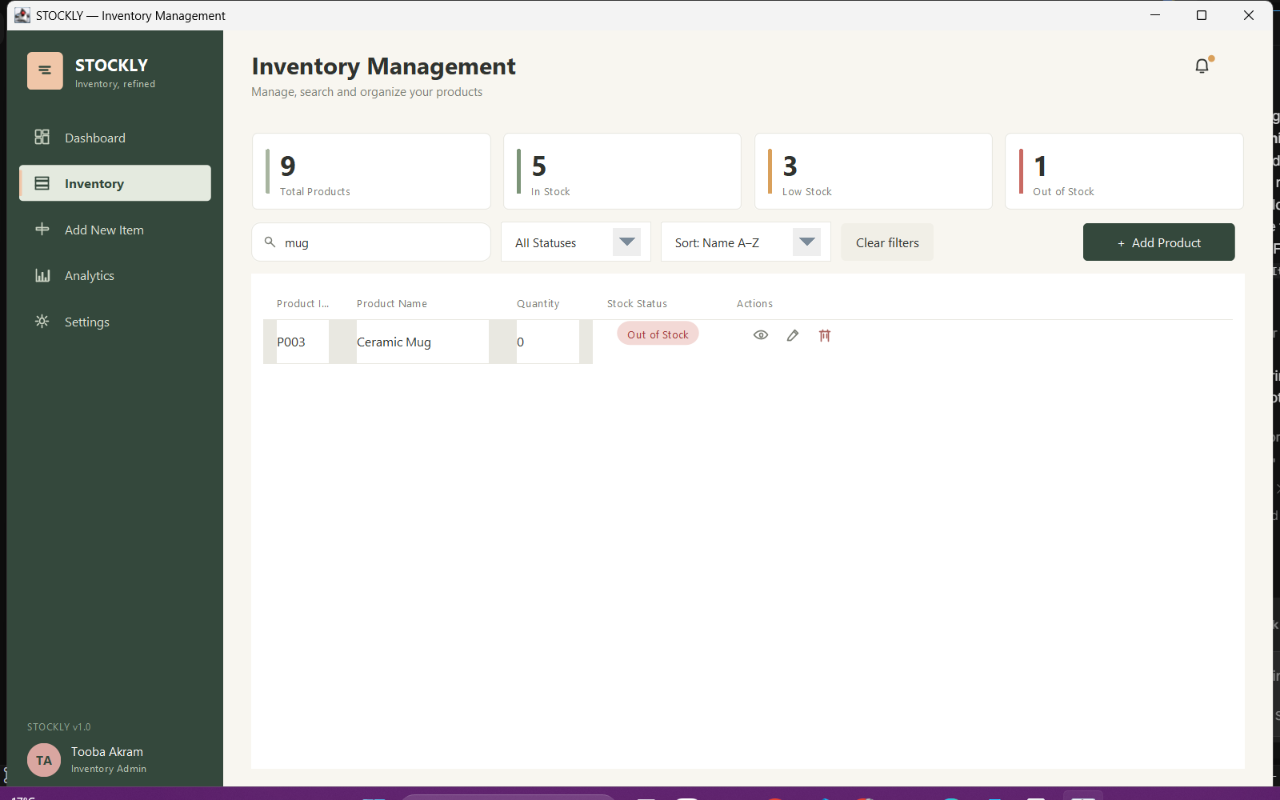 STOCKLY — Inventory Management
STOCKLY
Inventory, refined
Dashboard
Inventory
Add New Item
Analytics
Settings
STOCKLY v1.0
TA
Tooba Akram
Inventory Admin
Inventory Management
Manage, search and organize your products
9
Total Products
5
In Stock
3
Low Stock
1
Out of Stock
mug
All Statuses
Sort: Name A–Z
Clear filters
+ Add Product
Product I... Product Name Quantity Stock Status Actions
P003 Ceramic Mug 0 Out of Stock